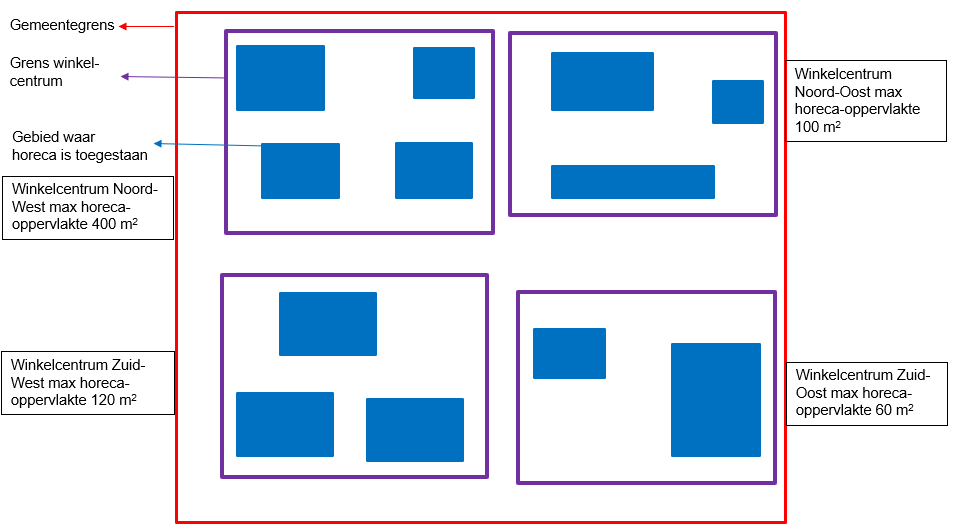 Gemeentegrens
Grens winkel-
centrum
Gebied waar
horeca is toegestaan
Winkelcentrum Noord-
West max horeca-
oppervlakte 400 m²
Winkelcentrum
Noord-Oost max
horeca-oppervlakte
100 m²
Winkelcentrum Zuid-
West max horeca-
oppervlakte 120 m²
Winkelcentrum Zuid-
Oost max horeca-
oppervlakte 60 m²